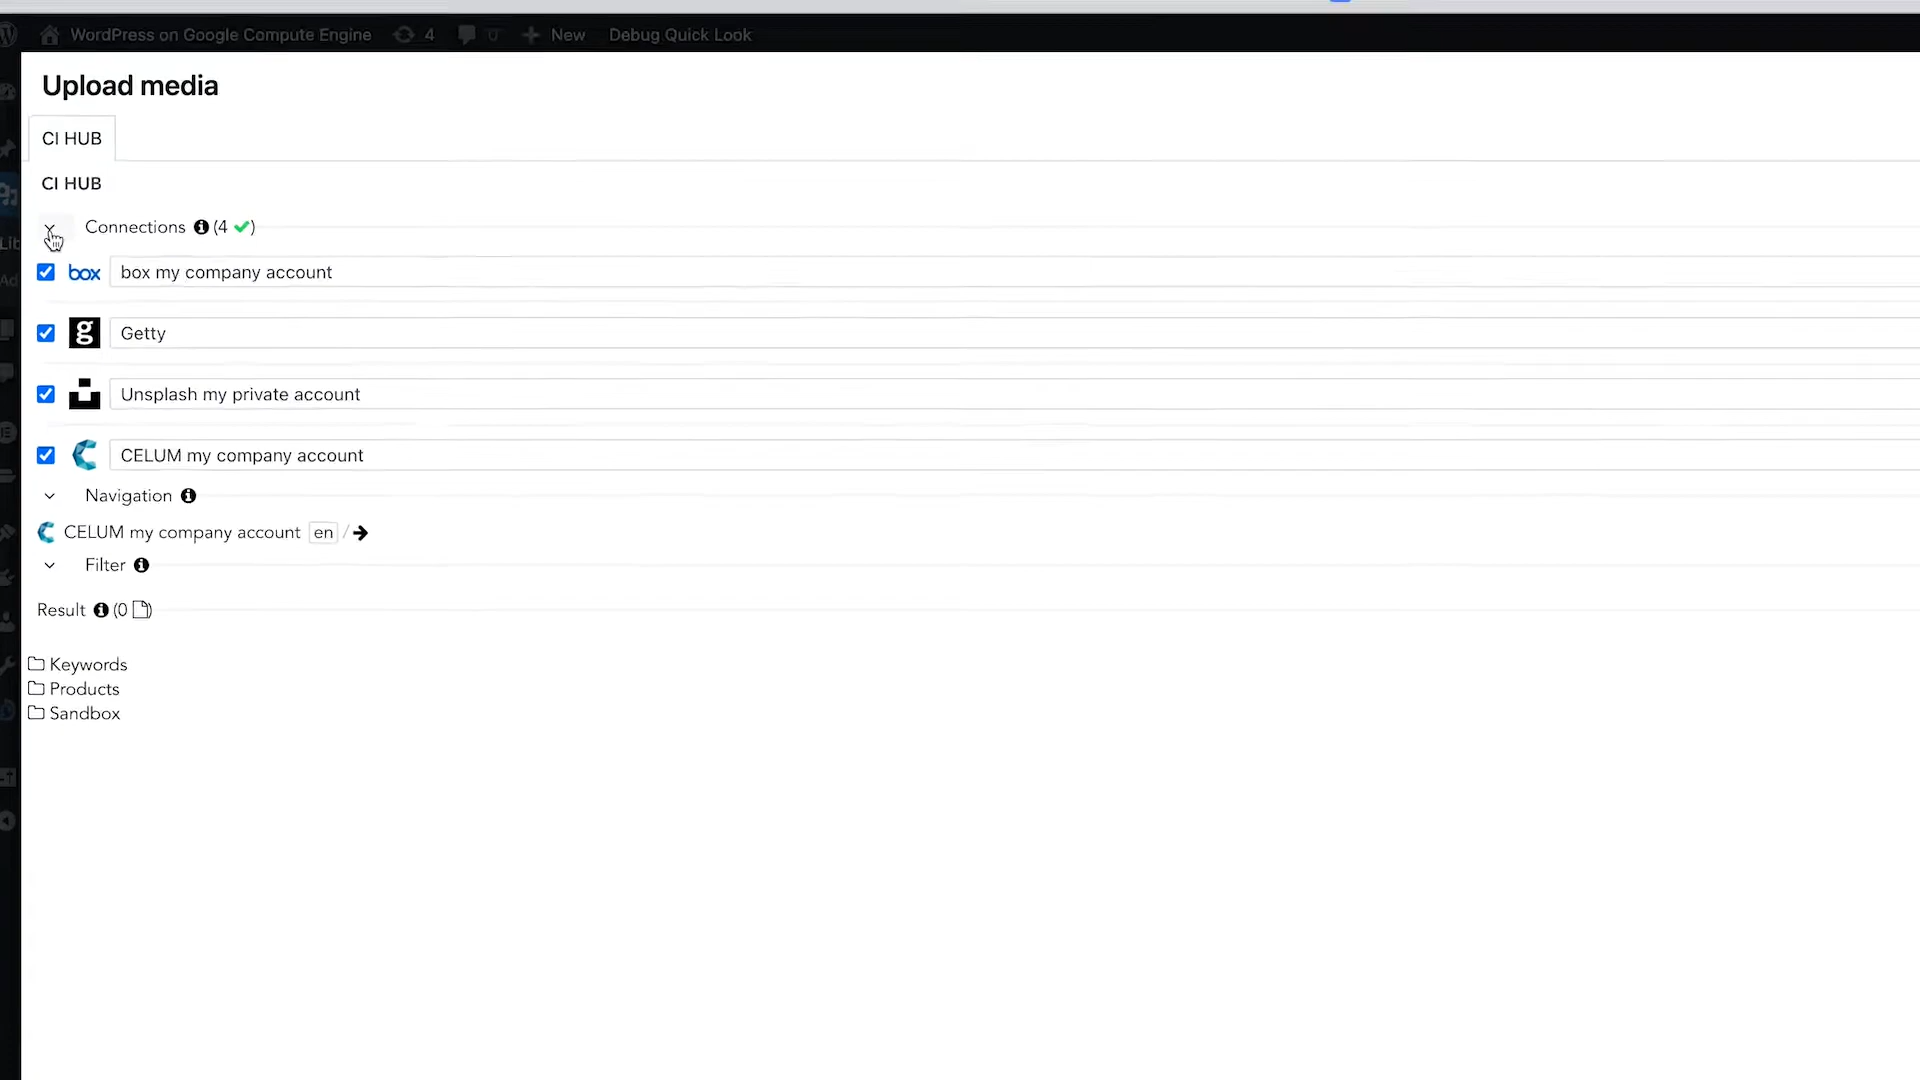 WordPress on Google Compute Engine 4 0 New Debug Quick Look
Upload media
CI HUB
CI HUB
Connections (4 )
box box my company account
g Getty
Unsplash my private account
CELUM my company account
Navigation
CELUM my company account en /
Filter
Result (0 )
Keywords
Products
Sandbox